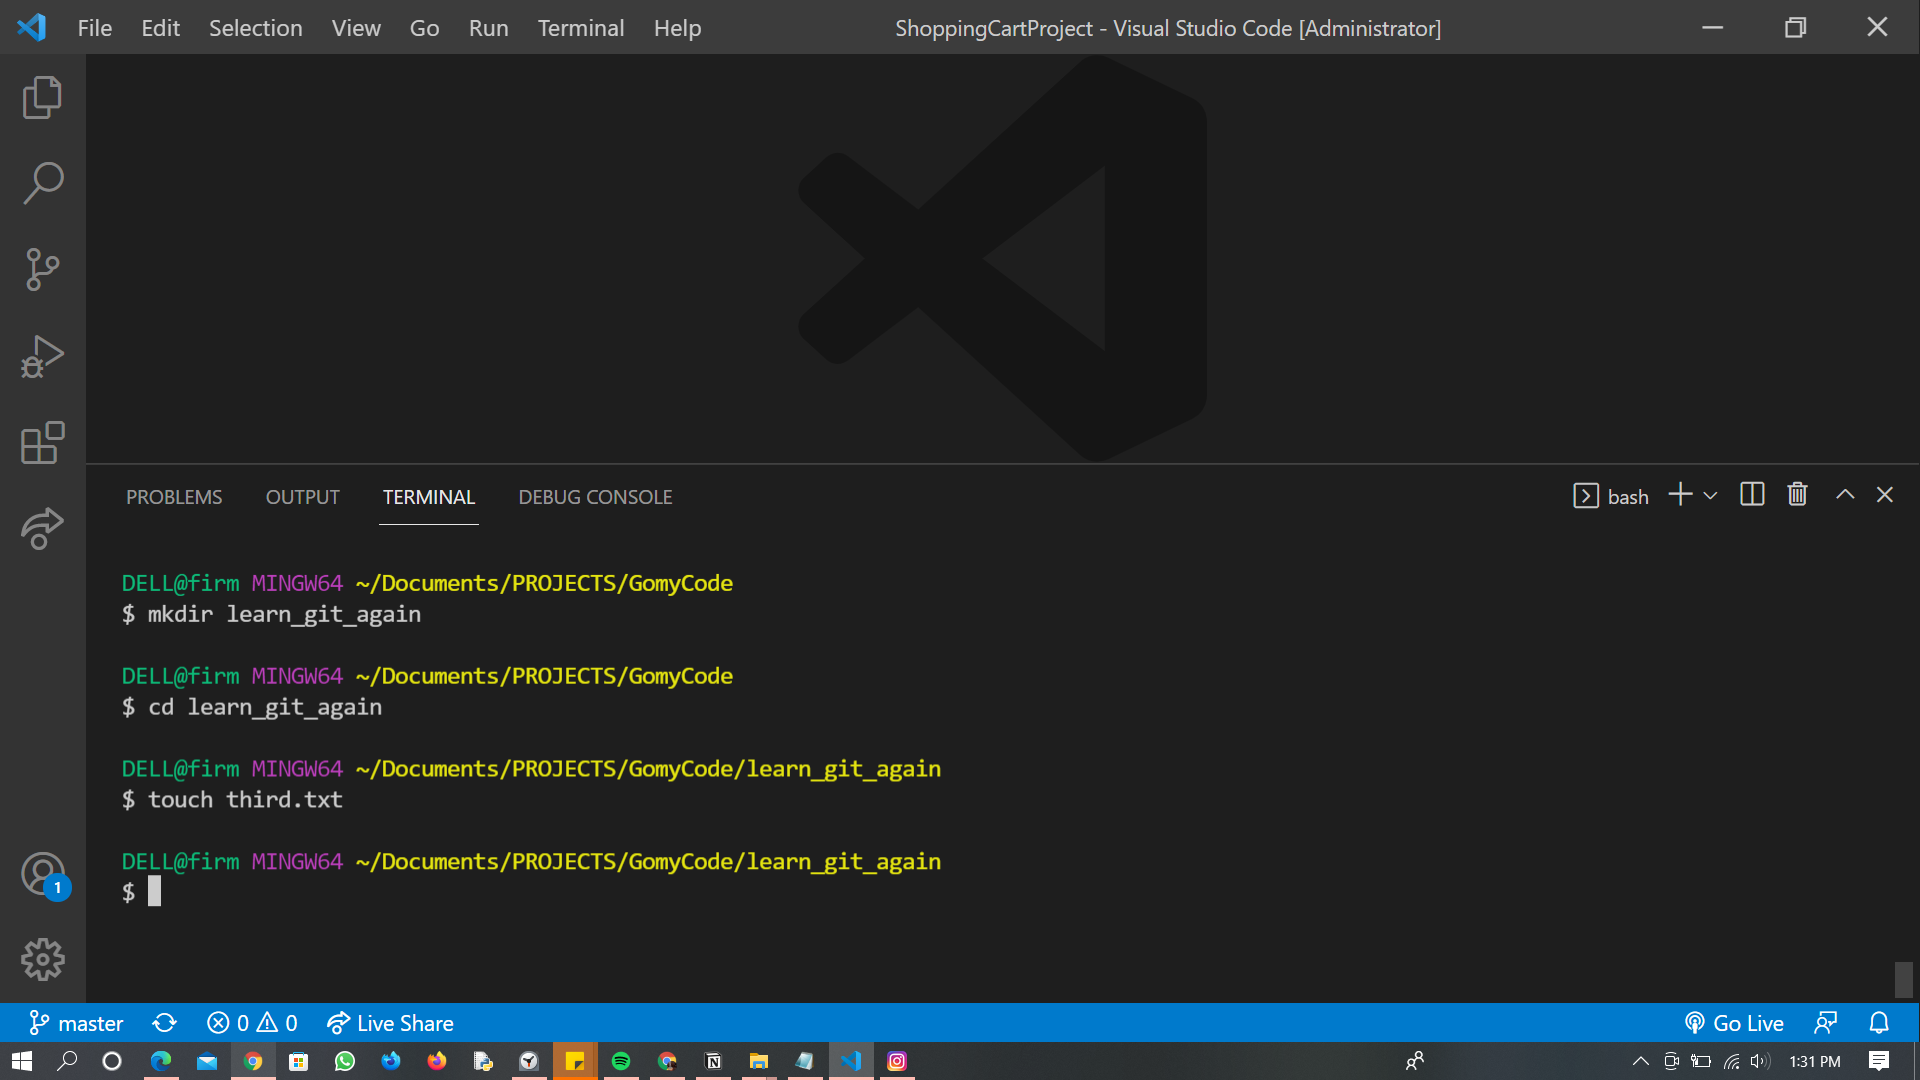 File Edit Selection View Go Run Terminal Help ShoppingCartProject - Visual Studio Code [Administrator]
PROBLEMS OUTPUT TERMINAL DEBUG CONSOLE bash
DELL@firm MINGW64 ~/Documents/PROJECTS/GomyCode
$ mkdir learn_git_again
DELL@firm MINGW64 ~/Documents/PROJECTS/GomyCode
$ cd learn_git_again
DELL@firm MINGW64 ~/Documents/PROJECTS/GomyCode/learn_git_again
$ touch third.txt
DELL@firm MINGW64 ~/Documents/PROJECTS/GomyCode/learn_git_again
$
1
master 0 0 Live Share Go Live
1:31 PM